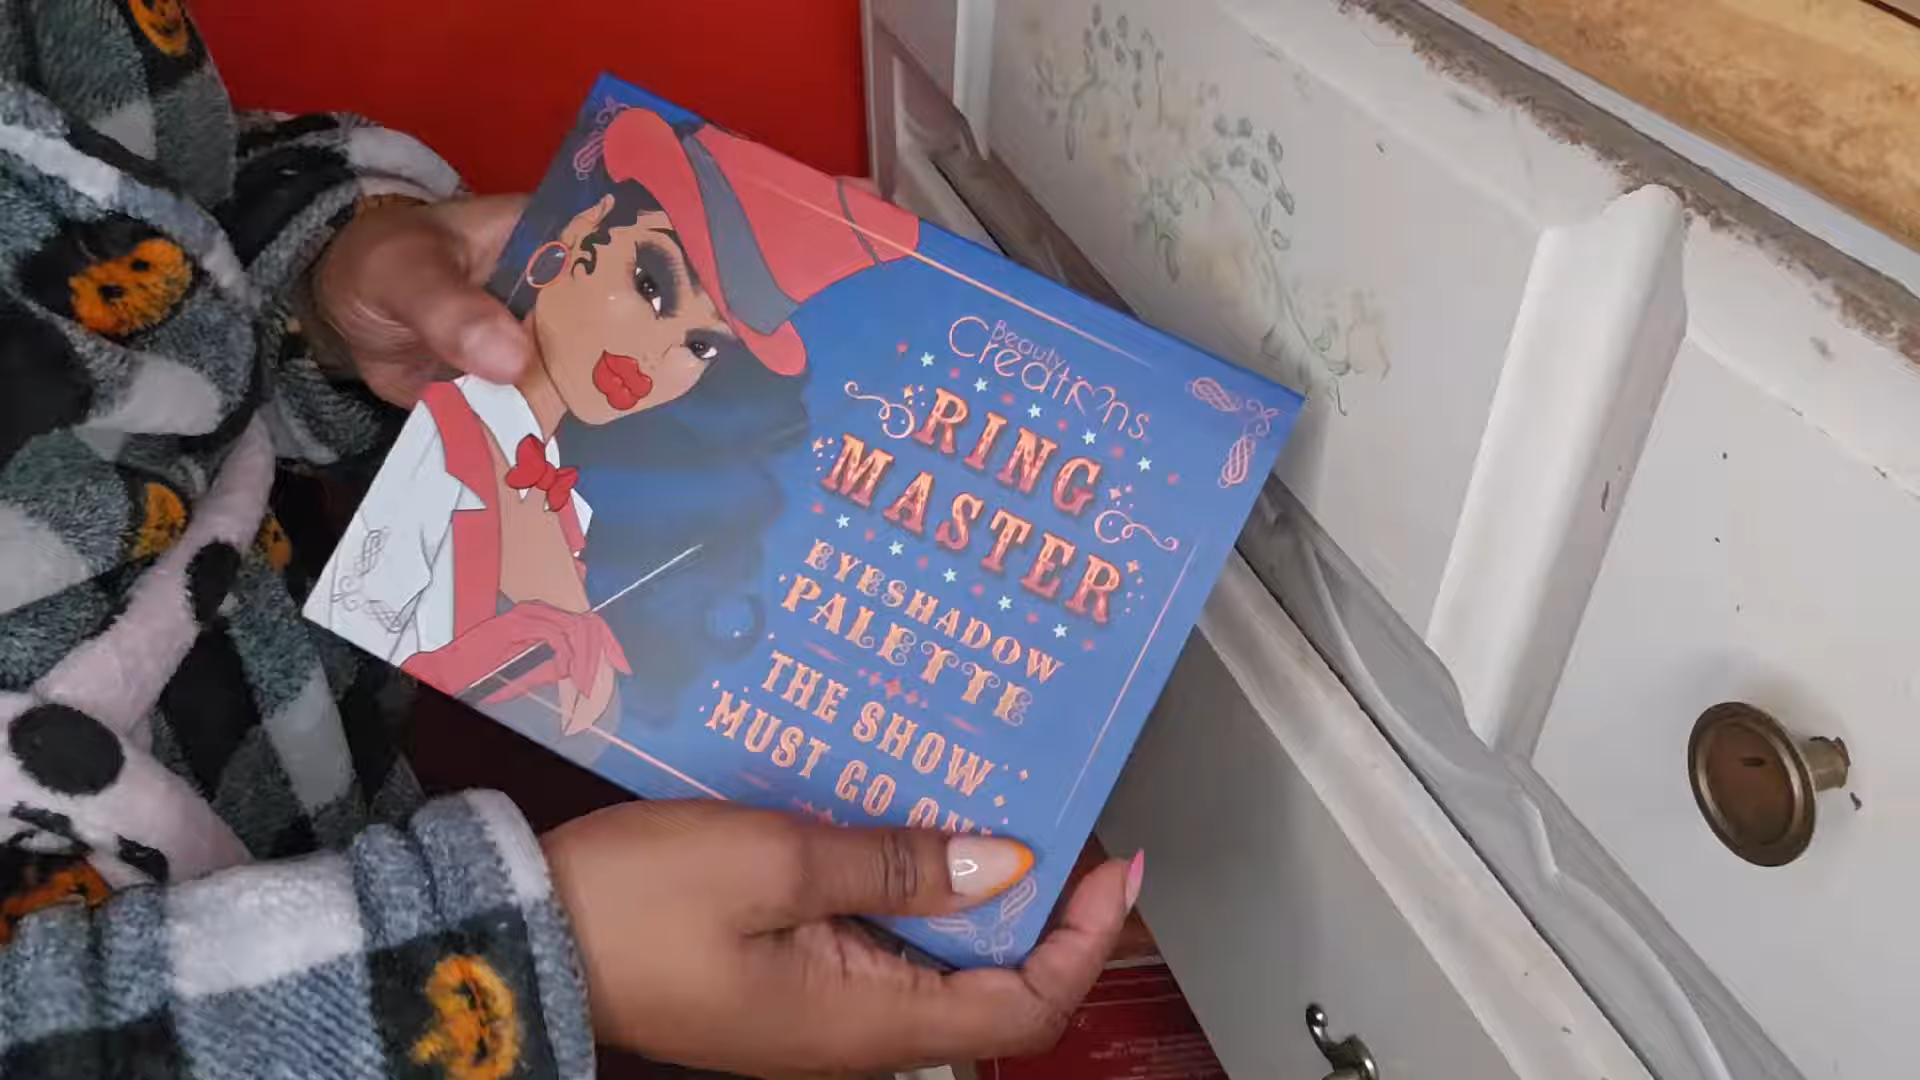 Beauty
Creations
RING
MASTER
EYESHADOW
PALETTE
THE SHOW
MUST GO ON!